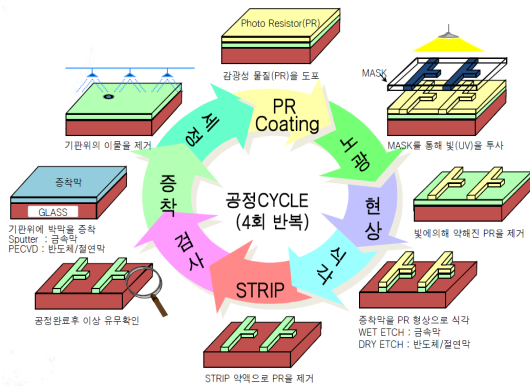 Photo Resistor(PR)
감광성 물질(PR)을 도포
MASK
MASK를 통해 빛(UV)을 투사
기판위의 이물을 제거
세정
PR
Coating
노광
증착막
GLASS
기판위에 박막을 증착
Sputter : 금속막
PECVD : 반도체/절연막
증착
공정CYCLE
(4회 반복)
현상
빛에의해 약해진 PR을 제거
검사
STRIP
식각
공정완료후 이상 유무확인
증착막을 PR 형상으로 식각
WET ETCH : 금속막
DRY ETCH : 반도체/절연막
STRIP 약액으로 PR을 제거